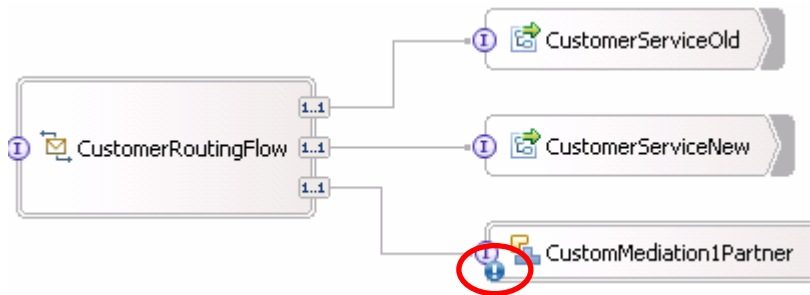 CustomerServiceOld
1..1
CustomerRoutingFlow
1..1
CustomerServiceNew
1..1
CustomMediation1Partner